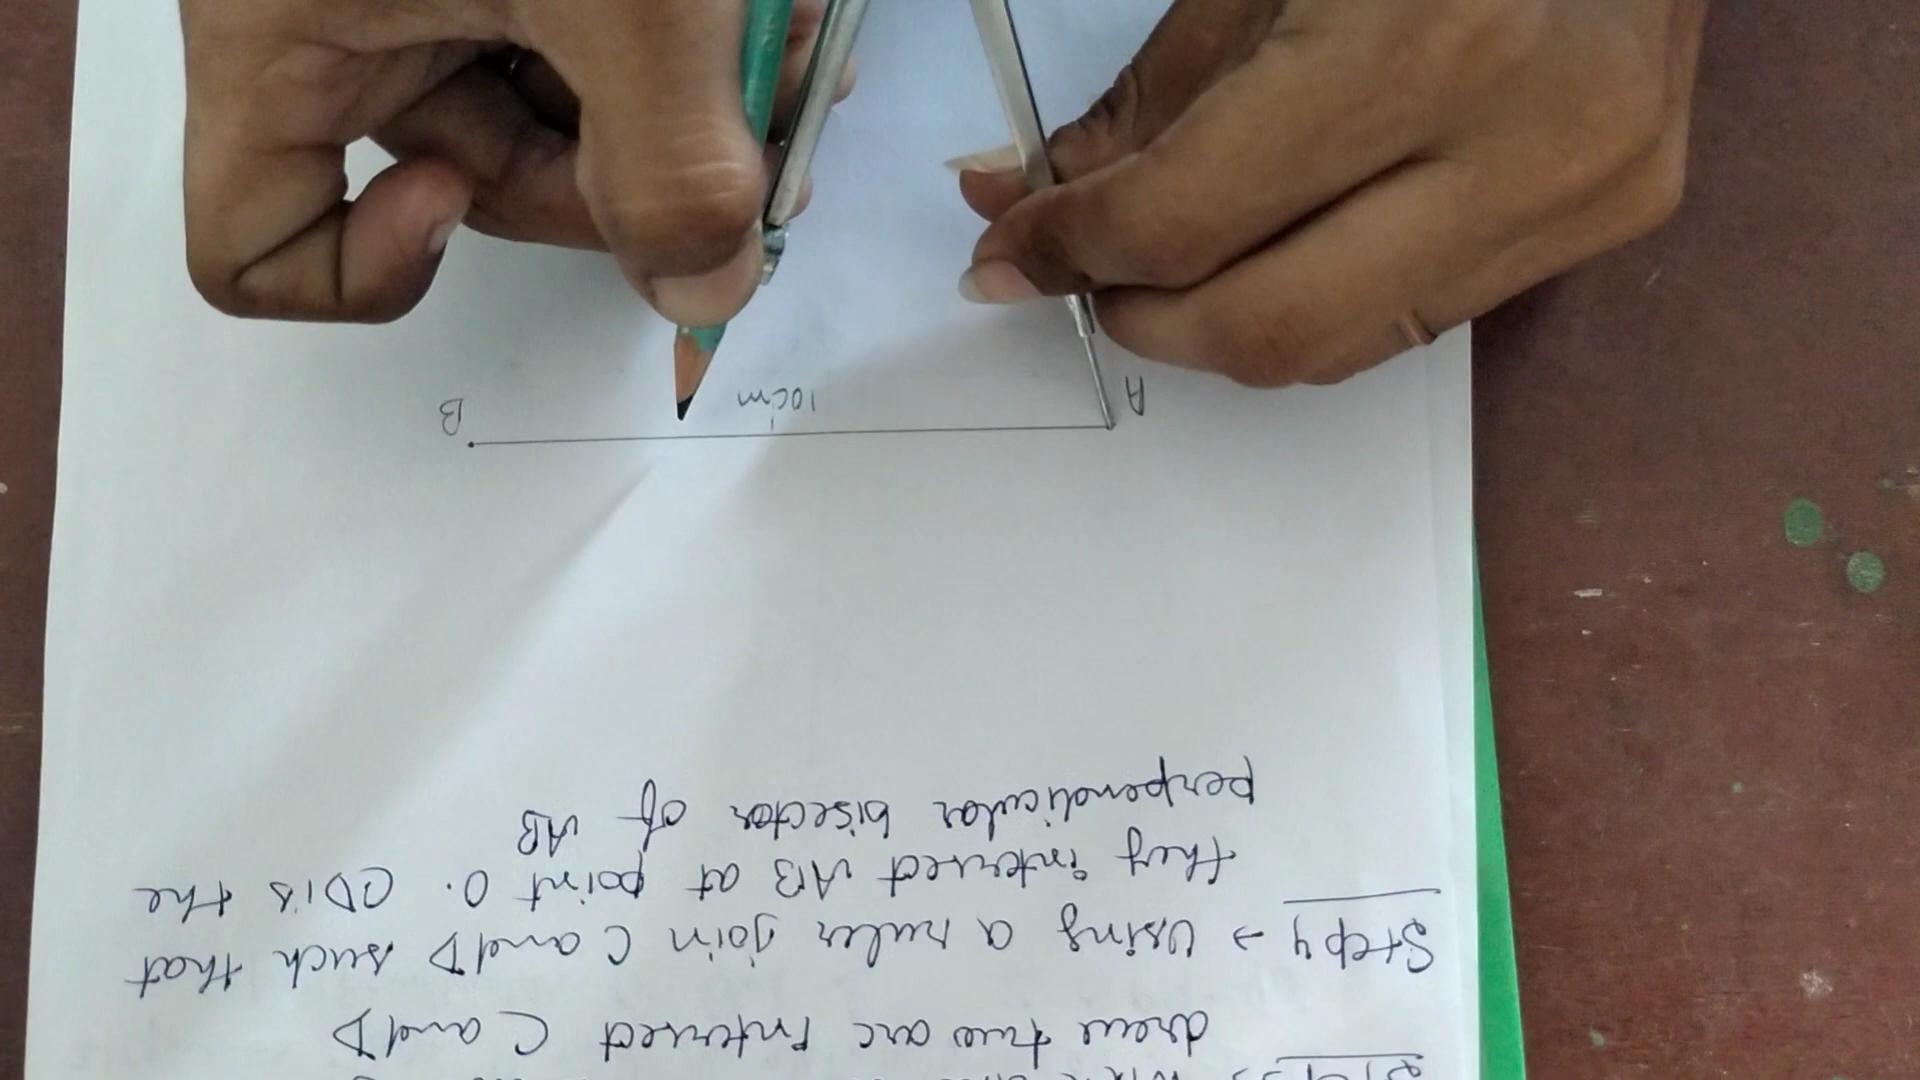 draw two arc Intersect C and D
Step 4 → Using a ruler join C and D such that
they intersect AB at point O. CD is the
perpendicular bisector of AB
A
10cm
B